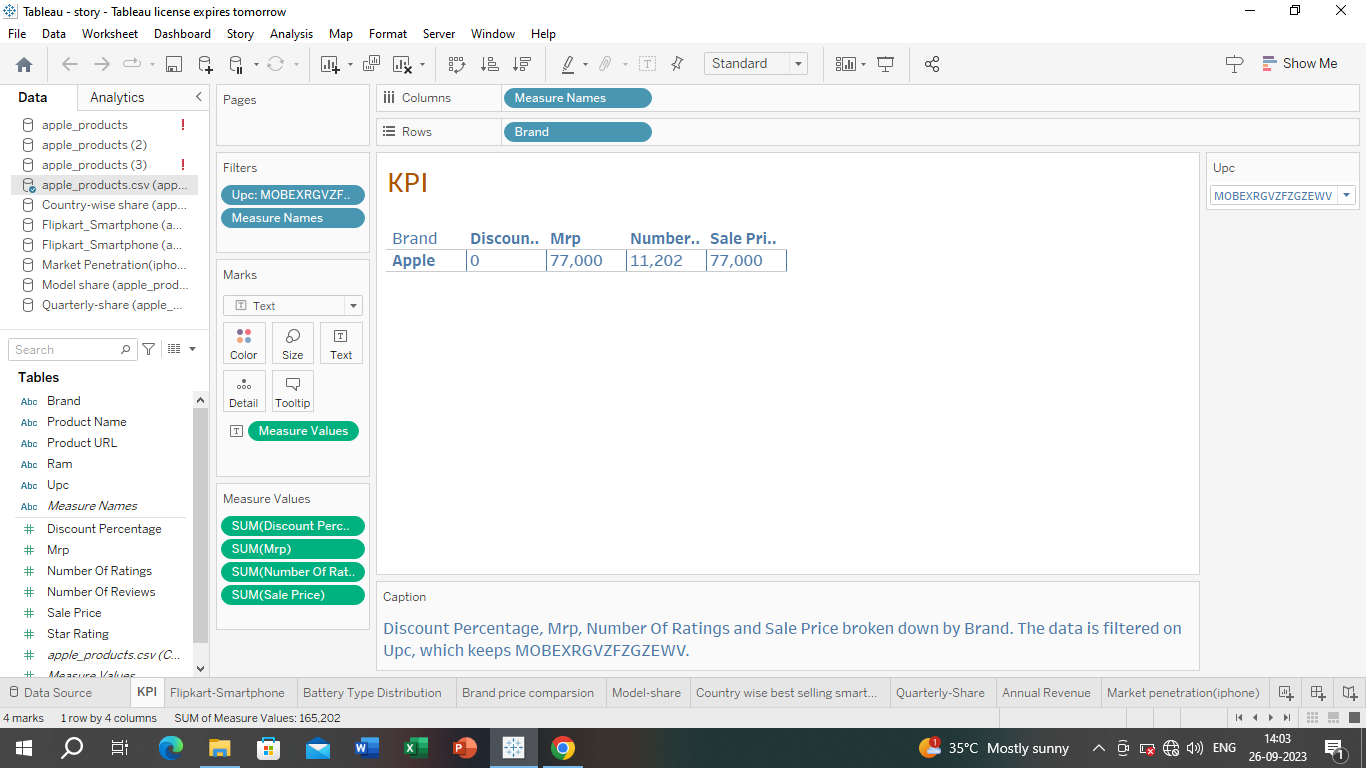 Tableau - story - Tableau license expires tomorrow
File Data Worksheet Dashboard Story Analysis Map Format Server Window Help
Standard
Show Me
Data Analytics
apple_products
apple_products (2)
apple_products (3)
apple_products.csv (app...
Country-wise share (app...
Flipkart_Smartphone (a...
Flipkart_Smartphone (a...
Market Penetration(ipho...
Model share (apple_prod...
Quarterly-share (apple_...
Search
Tables
Abc Brand
Abc Product Name
Abc Product URL
Abc Ram
Abc Upc
Abc Measure Names
# Discount Percentage
# Mrp
# Number Of Ratings
# Number Of Reviews
# Sale Price
# Star Rating
# apple_products.csv (C...
# Measure Values
Pages
Filters
Upc: MOBEXRGVZF..
Measure Names
Marks
Text
Color Size Text
Detail Tooltip
Measure Values
Measure Values
SUM(Discount Perc..
SUM(Mrp)
SUM(Number Of Rat..
SUM(Sale Price)
Columns Measure Names
Rows Brand
KPI
Brand Discoun.. Mrp Number.. Sale Pri..
Apple 0 77,000 11,202 77,000
Caption
Discount Percentage, Mrp, Number Of Ratings and Sale Price broken down by Brand. The data is filtered on
Upc, which keeps MOBEXRGVZFZGZEWV.
Upc
MOBEXRGVZFZGZEWV
Data Source KPI Flipkart-Smartphone Battery Type Distribution Brand price comparsion Model-share Country wise best selling smart... Quarterly-Share Annual Revenue Market penetration(iphone)
4 marks 1 row by 4 columns SUM of Measure Values: 165,202
1 35°C Mostly sunny ENG 14:03
26-09-2023 1